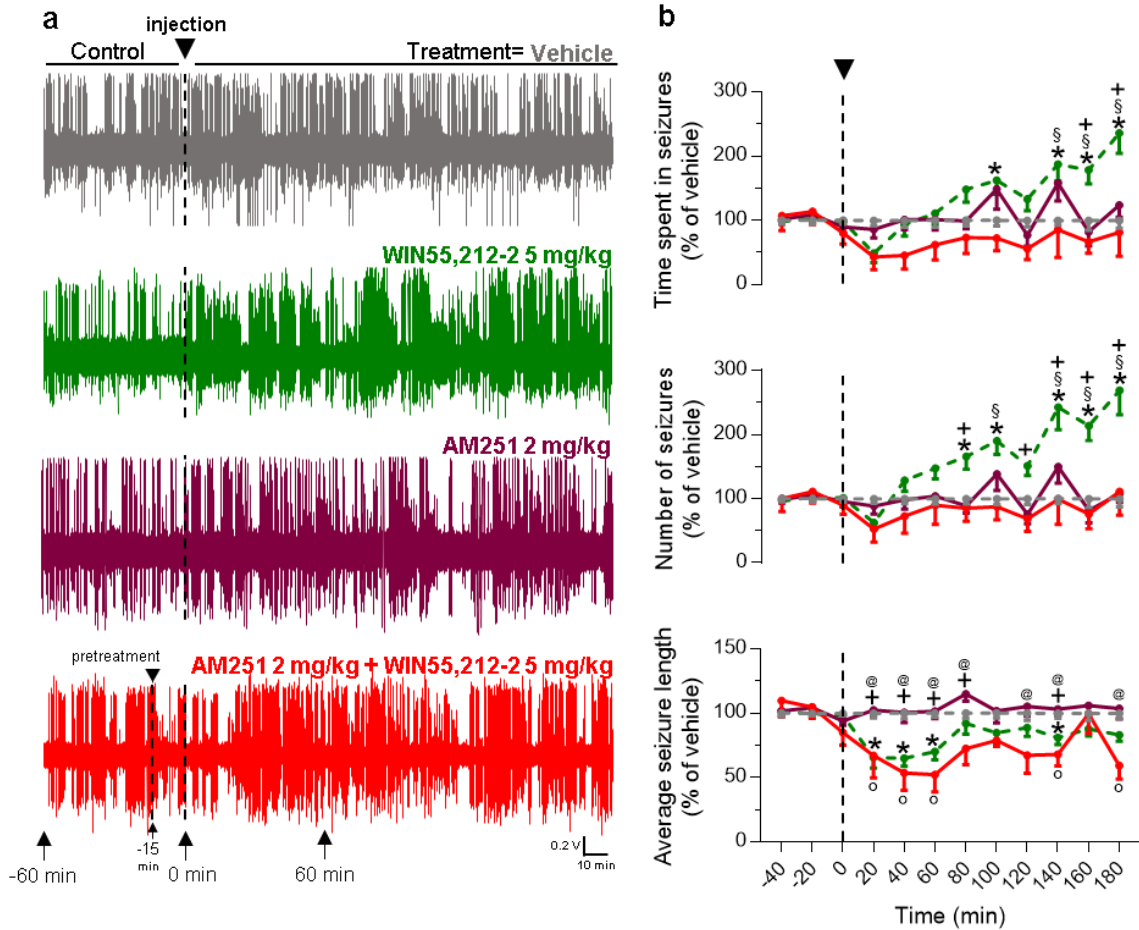 a
injection
Control
Treatment= Vehicle
WIN55,212-2 5 mg/kg
AM251 2 mg/kg
pretreatment
AM251 2 mg/kg + WIN55,212-2 5 mg/kg
-15
min
0.2 V
10 min
-60 min
0 min
60 min
b
Time spent in seizures
(% of vehicle)
300
200
100
0
*
§
*
+
§
*
+
§
*
Number of seizures
(% of vehicle)
300
200
100
0
+
*
§
*
+
+
§
*
+
§
*
+
§
*
Average seizure length
(% of vehicle)
150
100
50
0
@
+
@
+
@
+
@
+
@
@
+
@
*
*
*
*
o
o
o
o
o
-40
-20
0
20
40
60
80
100
120
140
160
180
Time (min)